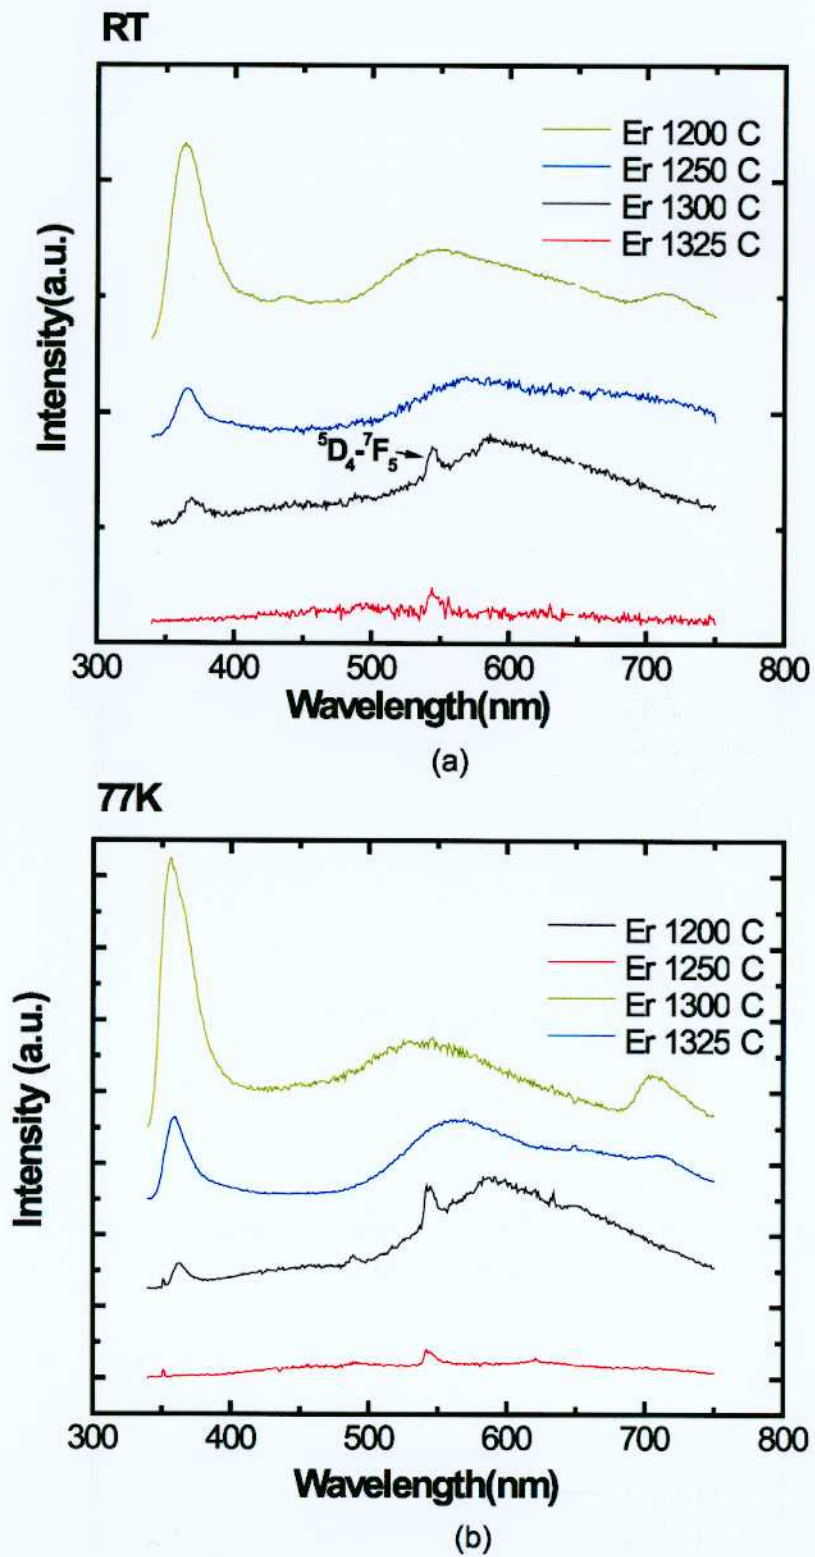 RT
Er 1200 C
Er 1250 C
Er 1300 C
Er 1325 C
⁵D₄-⁷F₅
Intensity(a.u.)
300 400 500 600 700 800
Wavelength(nm)
(a)
77K
Er 1200 C
Er 1250 C
Er 1300 C
Er 1325 C
Intensity (a.u.)
300 400 500 600 700 800
Wavelength(nm)
(b)